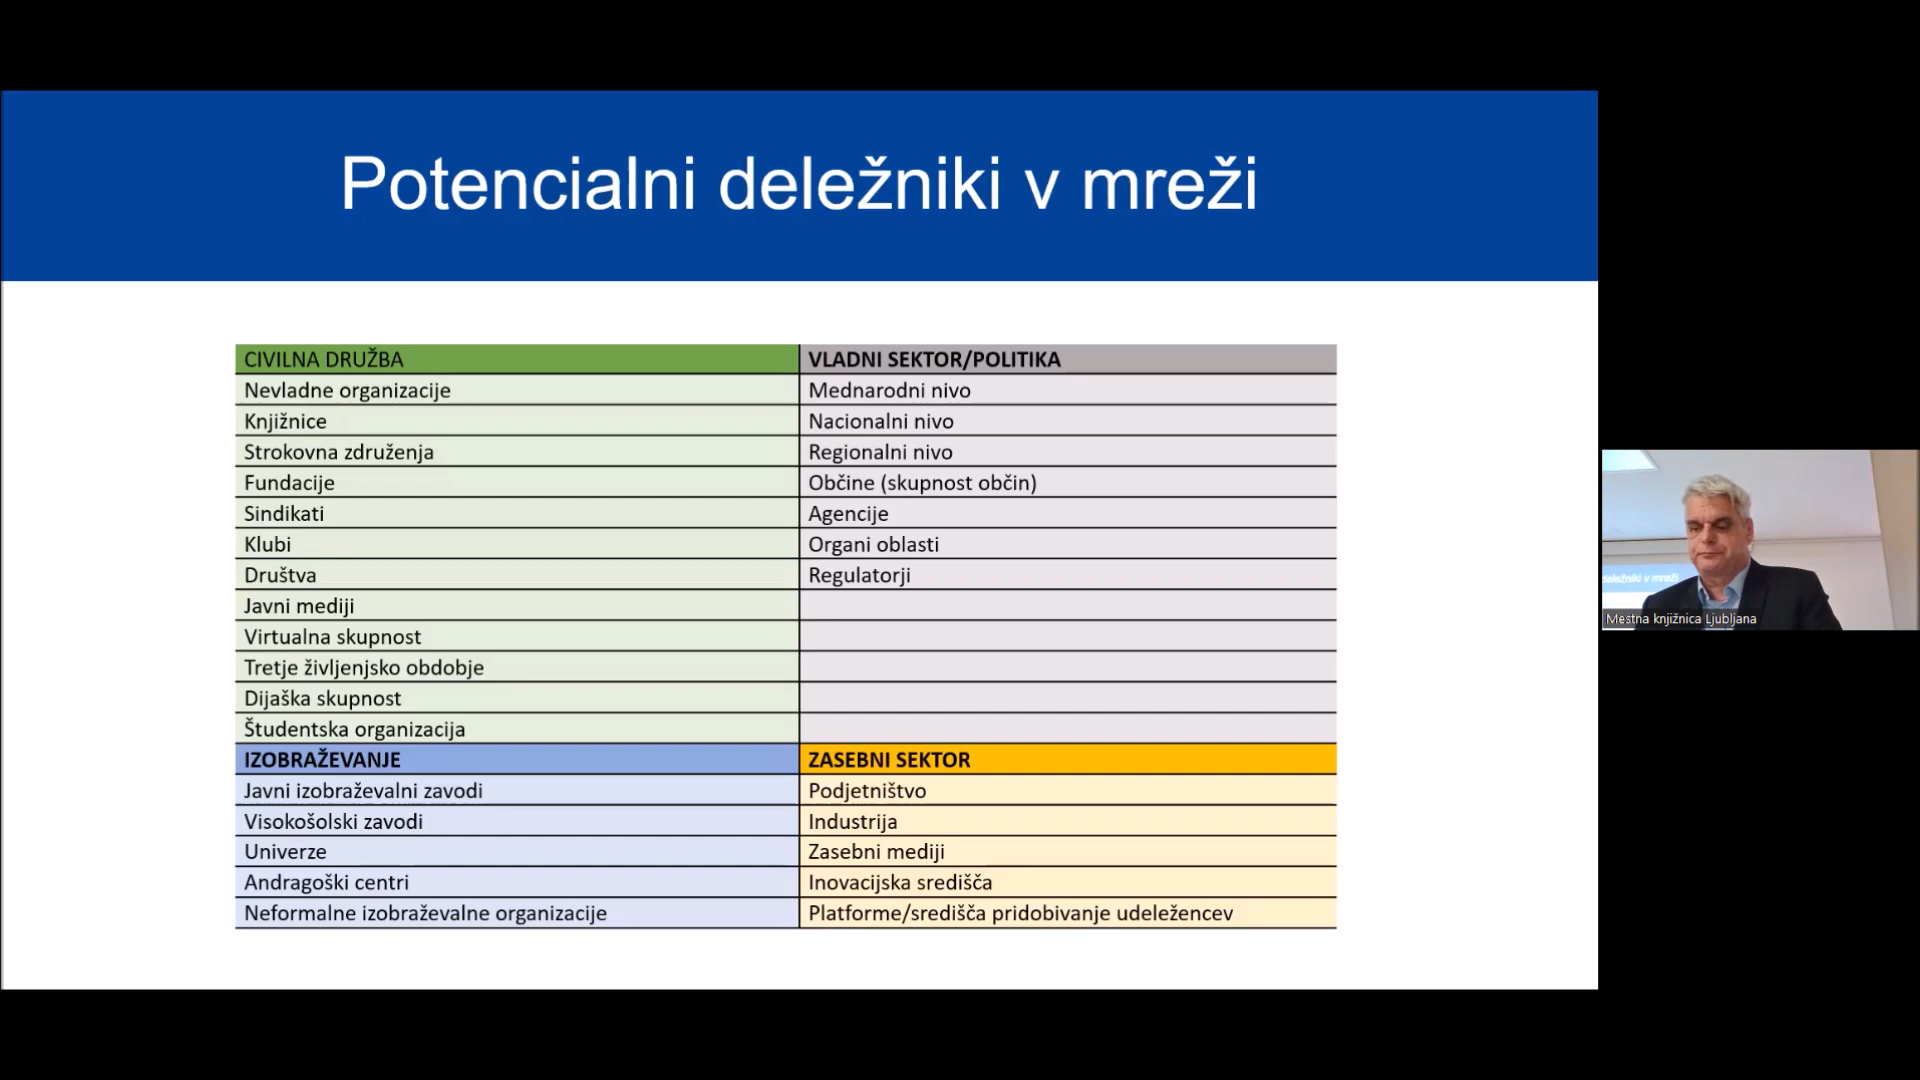 Potencialni deležniki v mreži
CIVILNA DRUŽBA
VLADNI SEKTOR/POLITIKA
Nevladne organizacije
Mednarodni nivo
Knjižnice
Nacionalni nivo
Strokovna združenja
Regionalni nivo
Fundacije
Občine (skupnost občin)
Sindikati
Agencije
Klubi
Organi oblasti
Društva
Regulatorji
Javni mediji
Virtualna skupnost
Tretje življenjsko obdobje
Dijaška skupnost
Študentska organizacija
IZOBRAŽEVANJE
ZASEBNI SEKTOR
Javni izobraževalni zavodi
Podjetništvo
Visokošolski zavodi
Industrija
Univerze
Zasebni mediji
Andragoški centri
Inovacijska središča
Neformalne izobraževalne organizacije
Platforme/središča pridobivanje udeležencev
deležniki v mreži
Mestna knjižnica Ljubljana